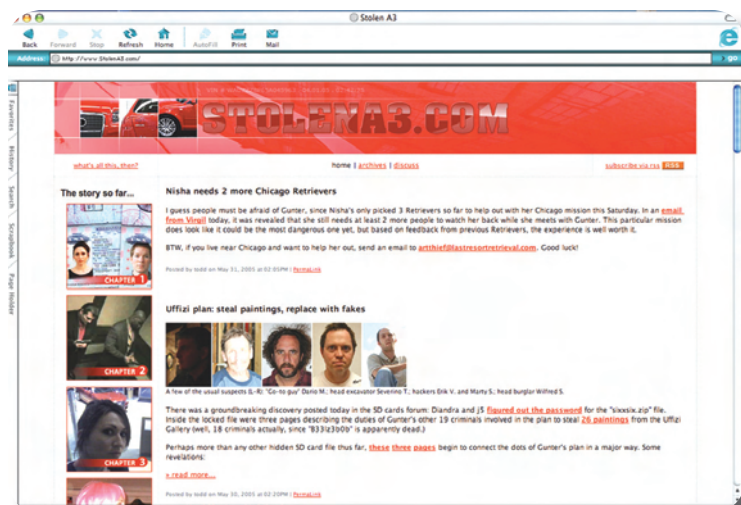 Stolen A3
Back Forward Stop Refresh Home AutoFill Print Mail
Address http://www.StolenA3.com/ go
Favorites
History
Search
Scrapbook
Page Holder
STOLENA3.COM
what's all this, then? home | archives | discuss subscribe via rss RSS
The story so far...
CHAPTER 1
CHAPTER 2
CHAPTER 3
Nisha needs 2 more Chicago Retrievers
I guess people must be afraid of Gunter, since Nisha's only picked 3 Retrievers so far to help out with her Chicago mission this Saturday. In an email
from Virgil today, it was revealed that she still needs at least 2 more people to watch her back while she meets with Gunter. This particular mission
does look like it could be the most dangerous one yet, but based on feedback from previous Retrievers, the experience is well worth it.
BTW, if you live near Chicago and want to help her out, send an email to artthief@lastresortretrieval.com. Good luck!
Posted by todd on May 31, 2005 at 02:05PM | PermaLink
Uffizi plan: steal paintings, replace with fakes
A few of the usual suspects (L-R): "Go-to guy" Dario M.; head excavator Severino T.; hackers Erik V. and Marty S.; head burglar Wilfred S.
There was a groundbreaking discovery posted today in the SD cards forum: Diandra and j5 figured out the password for the "sixxsix.zip" file.
Inside the locked file were three pages describing the duties of Gunter's other 19 criminals involved in the plan to steal 26 paintings from the Uffizi
Gallery (well, 18 criminals actually, since "B33lz3b0b" is apparently dead.)
Perhaps more than any other hidden SD card file thus far, these three pages begin to connect the dots of Gunter's plan in a major way. Some
revelations:
» read more...
Posted by todd on May 30, 2005 at 02:20PM | PermaLink